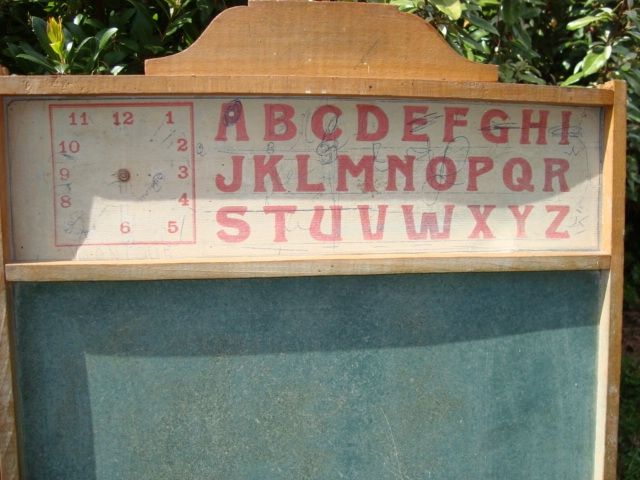 11 12 1
10 2
9 3
8 4
6 5
ABCDEFGHI
JKLMNOPQR
STUVWXYZ